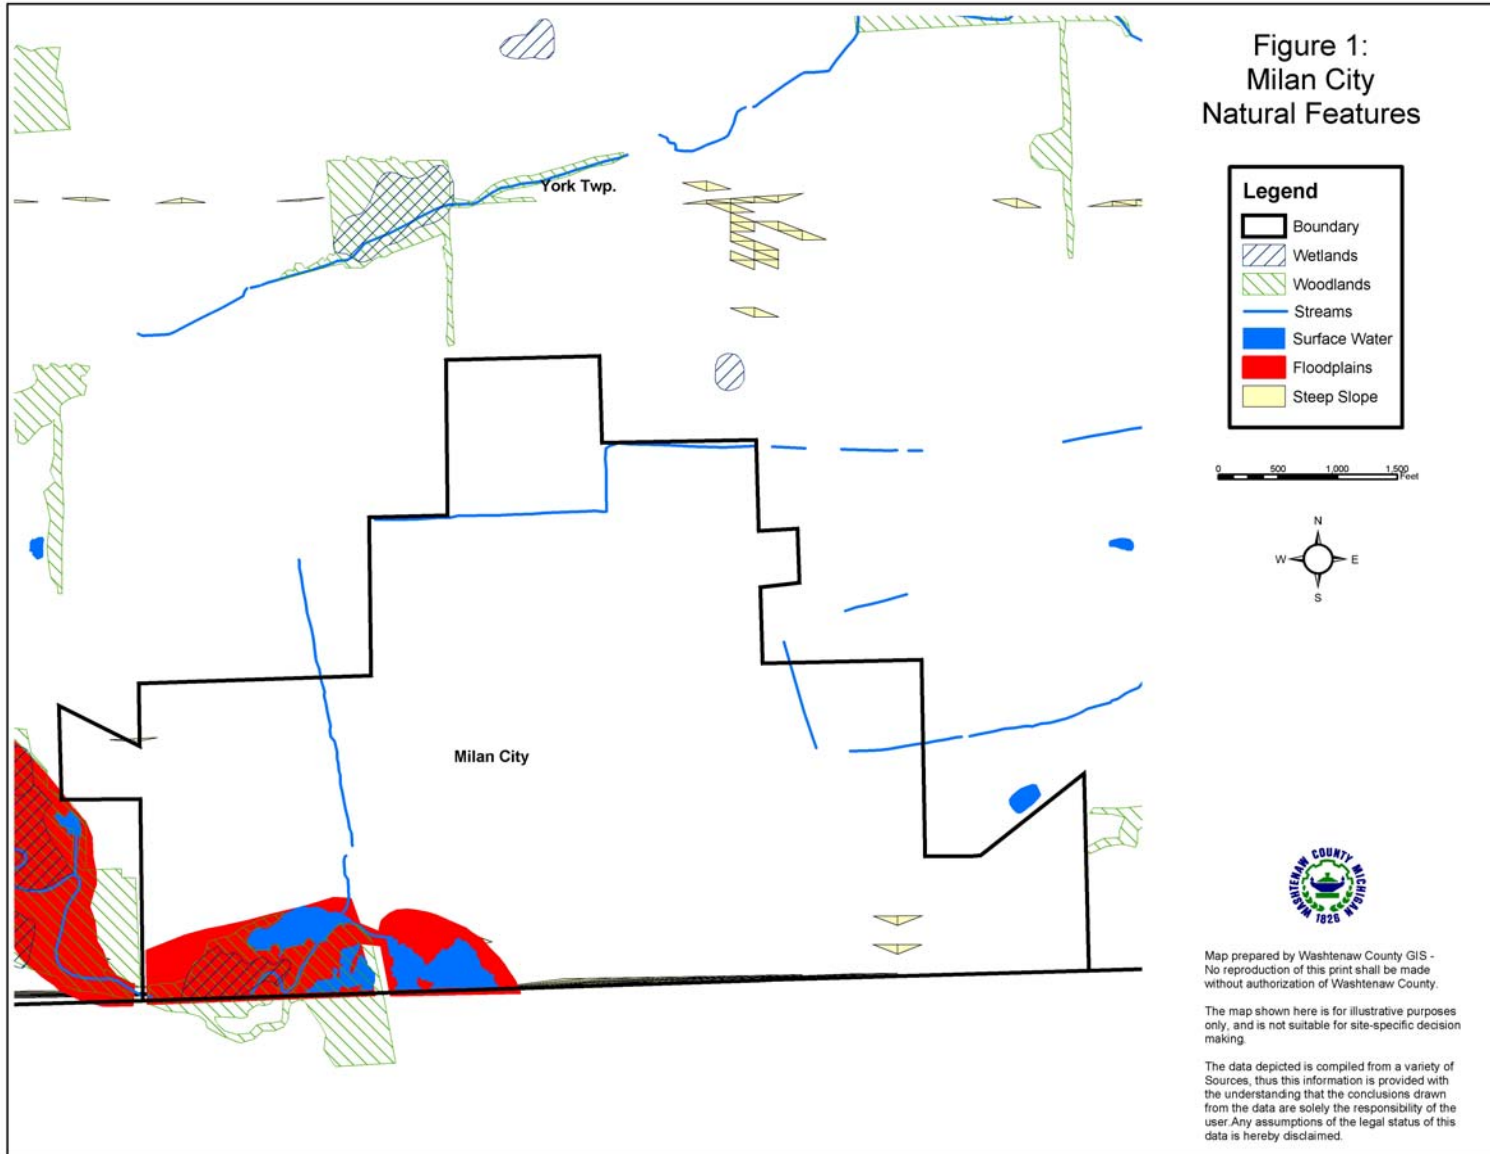 Figure 1:
Milan City
Natural Features
Legend
Boundary
Wetlands
Woodlands
Streams
Surface Water
Floodplains
Steep Slope
0 500 1,000 1,500
Feet
N
W E
S
York Twp.
Milan City
WASHTENAW COUNTY MICHIGAN
1826
Map prepared by Washtenaw County GIS -
No reproduction of this print shall be made
without authorization of Washtenaw County.
The map shown here is for illustrative purposes
only, and is not suitable for site-specific decision
making.
The data depicted is compiled from a variety of
Sources, thus this information is provided with
the understanding that the conclusions drawn
from the data are solely the responsibility of the
user.Any assumptions of the legal status of this
data is hereby disclaimed.